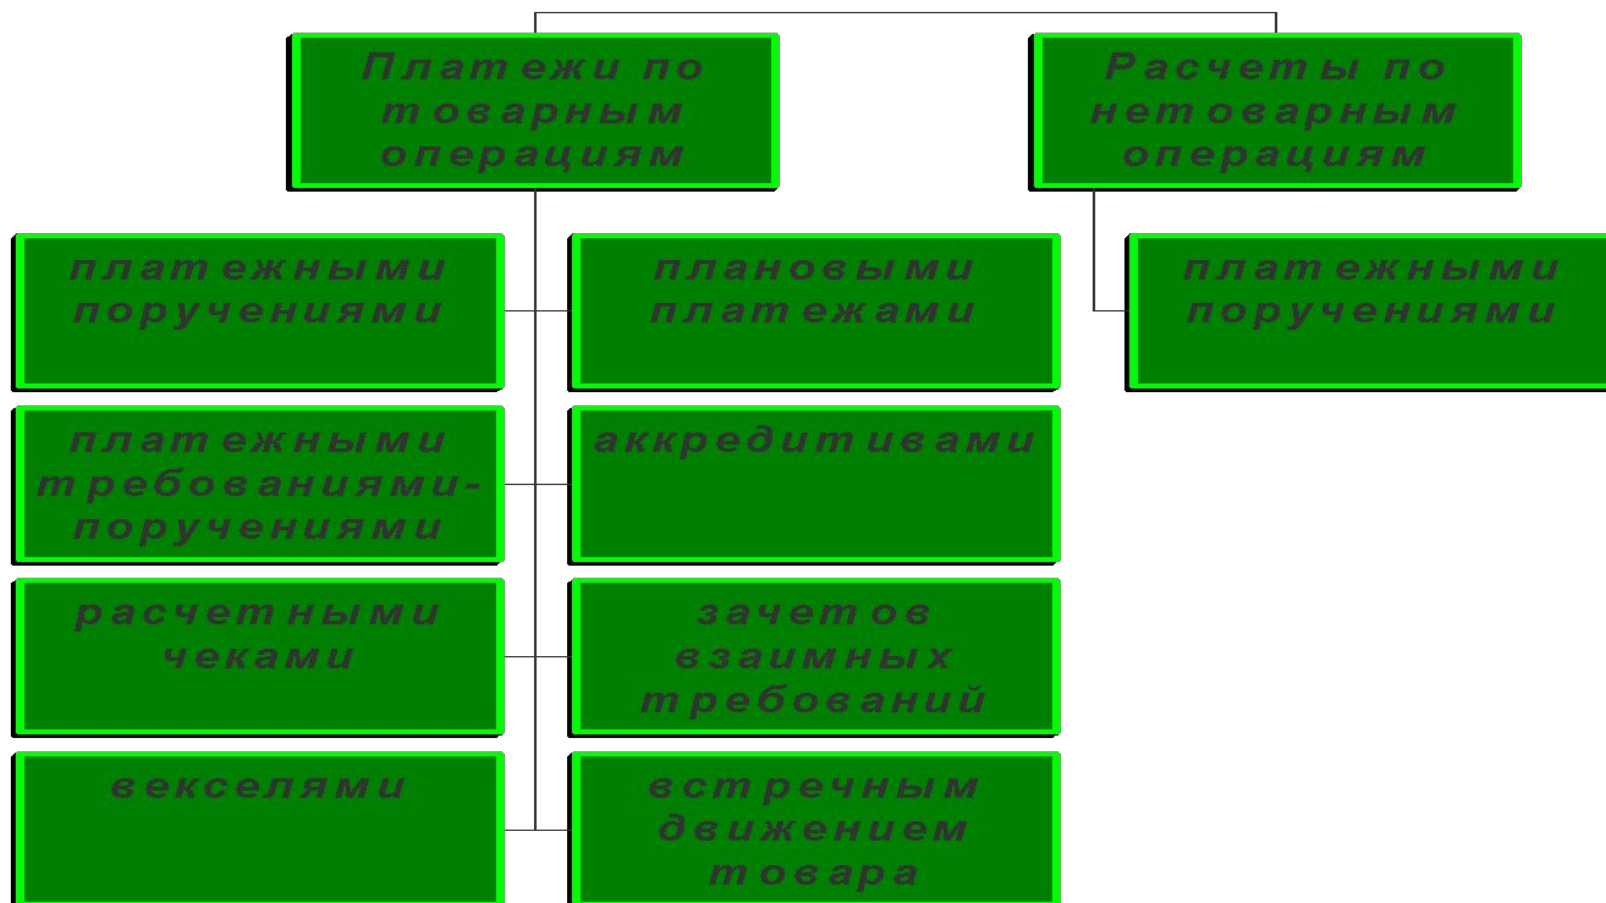 Платежи по
товарным
операциям
Расчеты по
нетоварным
операциям
платежными
поручениями
плановыми
платежами
платежными
поручениями
платежными
требованиями-
поручениями
аккредитивами
расчетными
чеками
зачетов
взаимных
требований
векселями
встречным
движением
товара